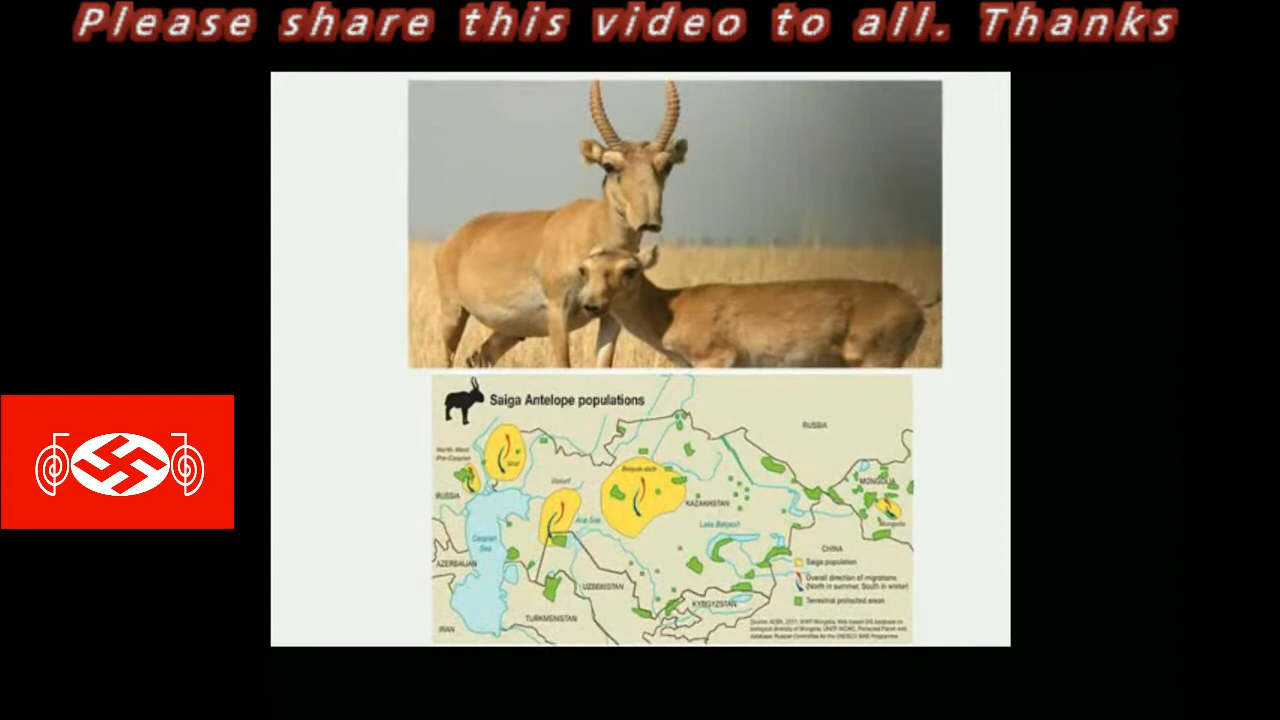 Please share this video to all. Thanks
Saiga Antelope populations
RUSSIA
North-West
Pre-Caspian
Ural
Betpak-dala
MONGOLIA
Ustiurt
RUSSIA
KAZAKHSTAN
Mongolia
Aral Sea
Lake Balqash
Caspian
Sea
CHINA
AZERBAIJAN
Saiga population
Overall direction of migrations
(North in summer, South in winter)
UZBEKISTAN
KYRGYZSTAN
Terrestrial protected areas
TURKMENISTAN
IRAN